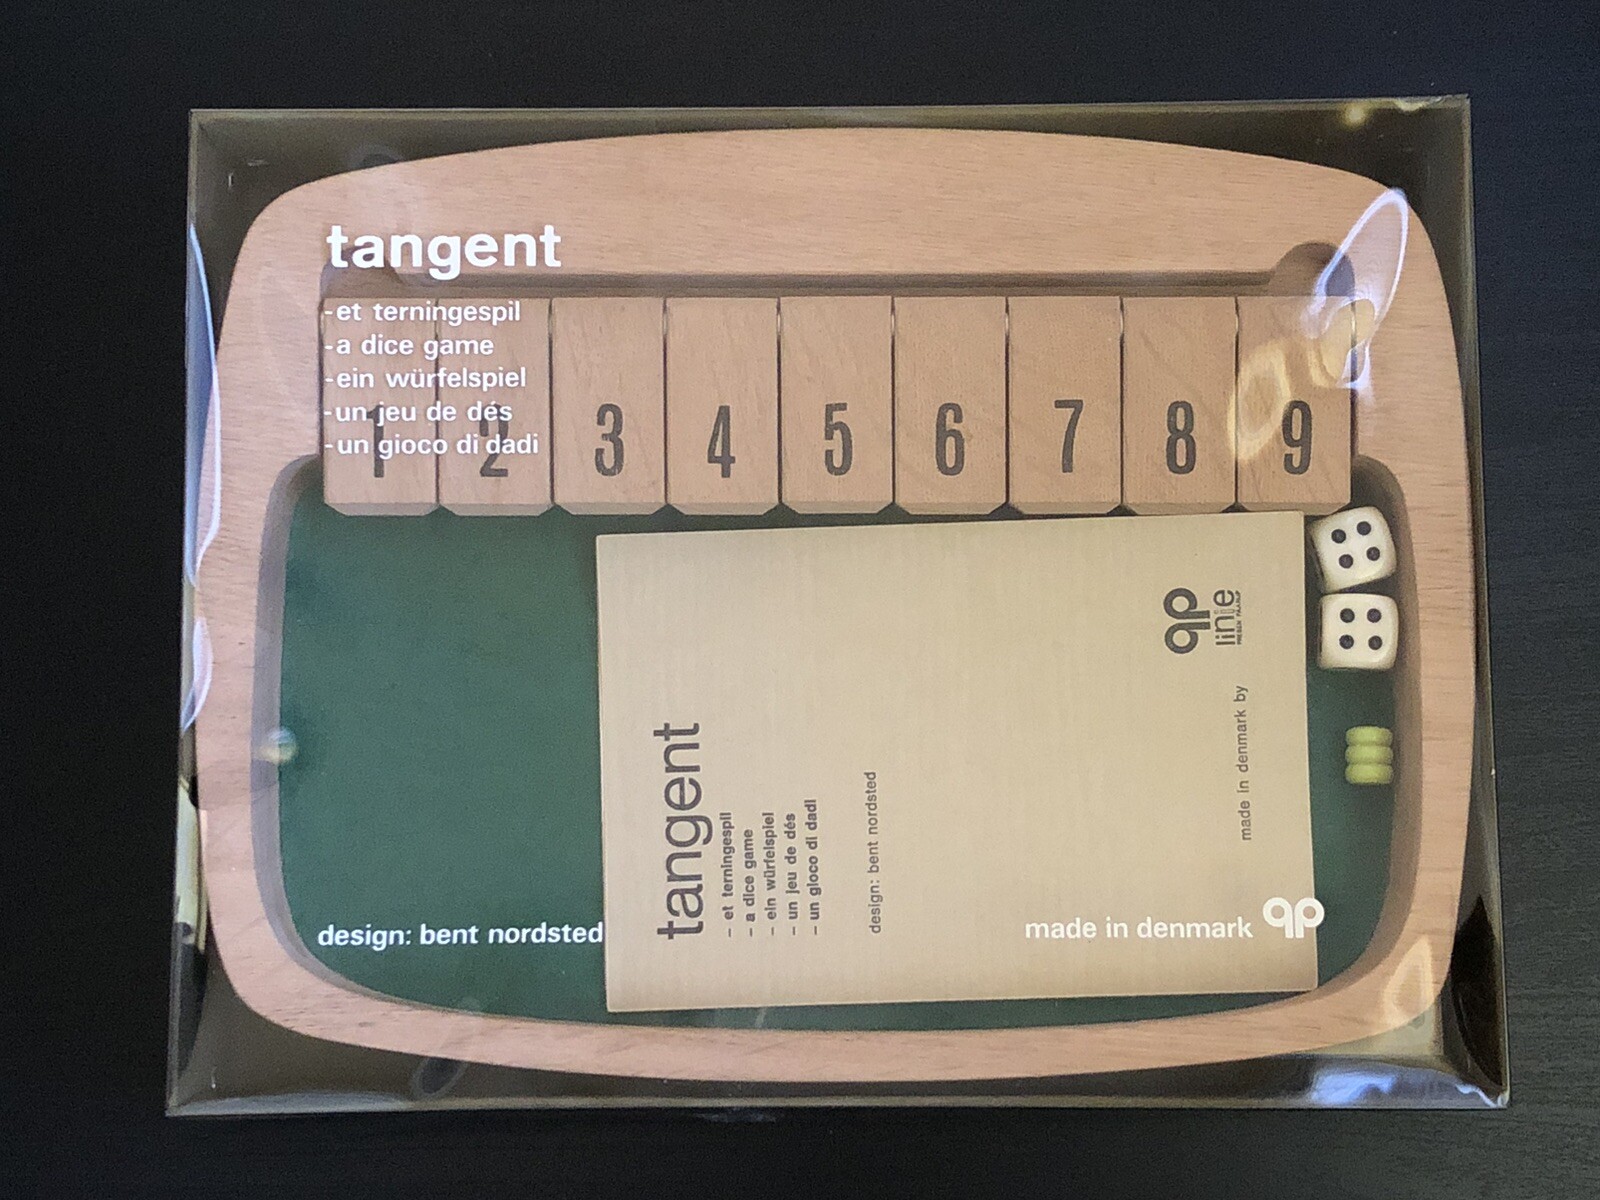 tangent
-et terningespil
-a dice game
-ein würfelspiel
-un jeu de dés
-un gioco di dadi
1 2 3 4 5 6 7 8 9
tangent
- et terningespil
- a dice game
- ein würfelspiel
- un jeu de dés
- un gioco di dadi
design: bent nordsted
made in denmark by
qp
linie
design: bent nordsted
made in denmark qp